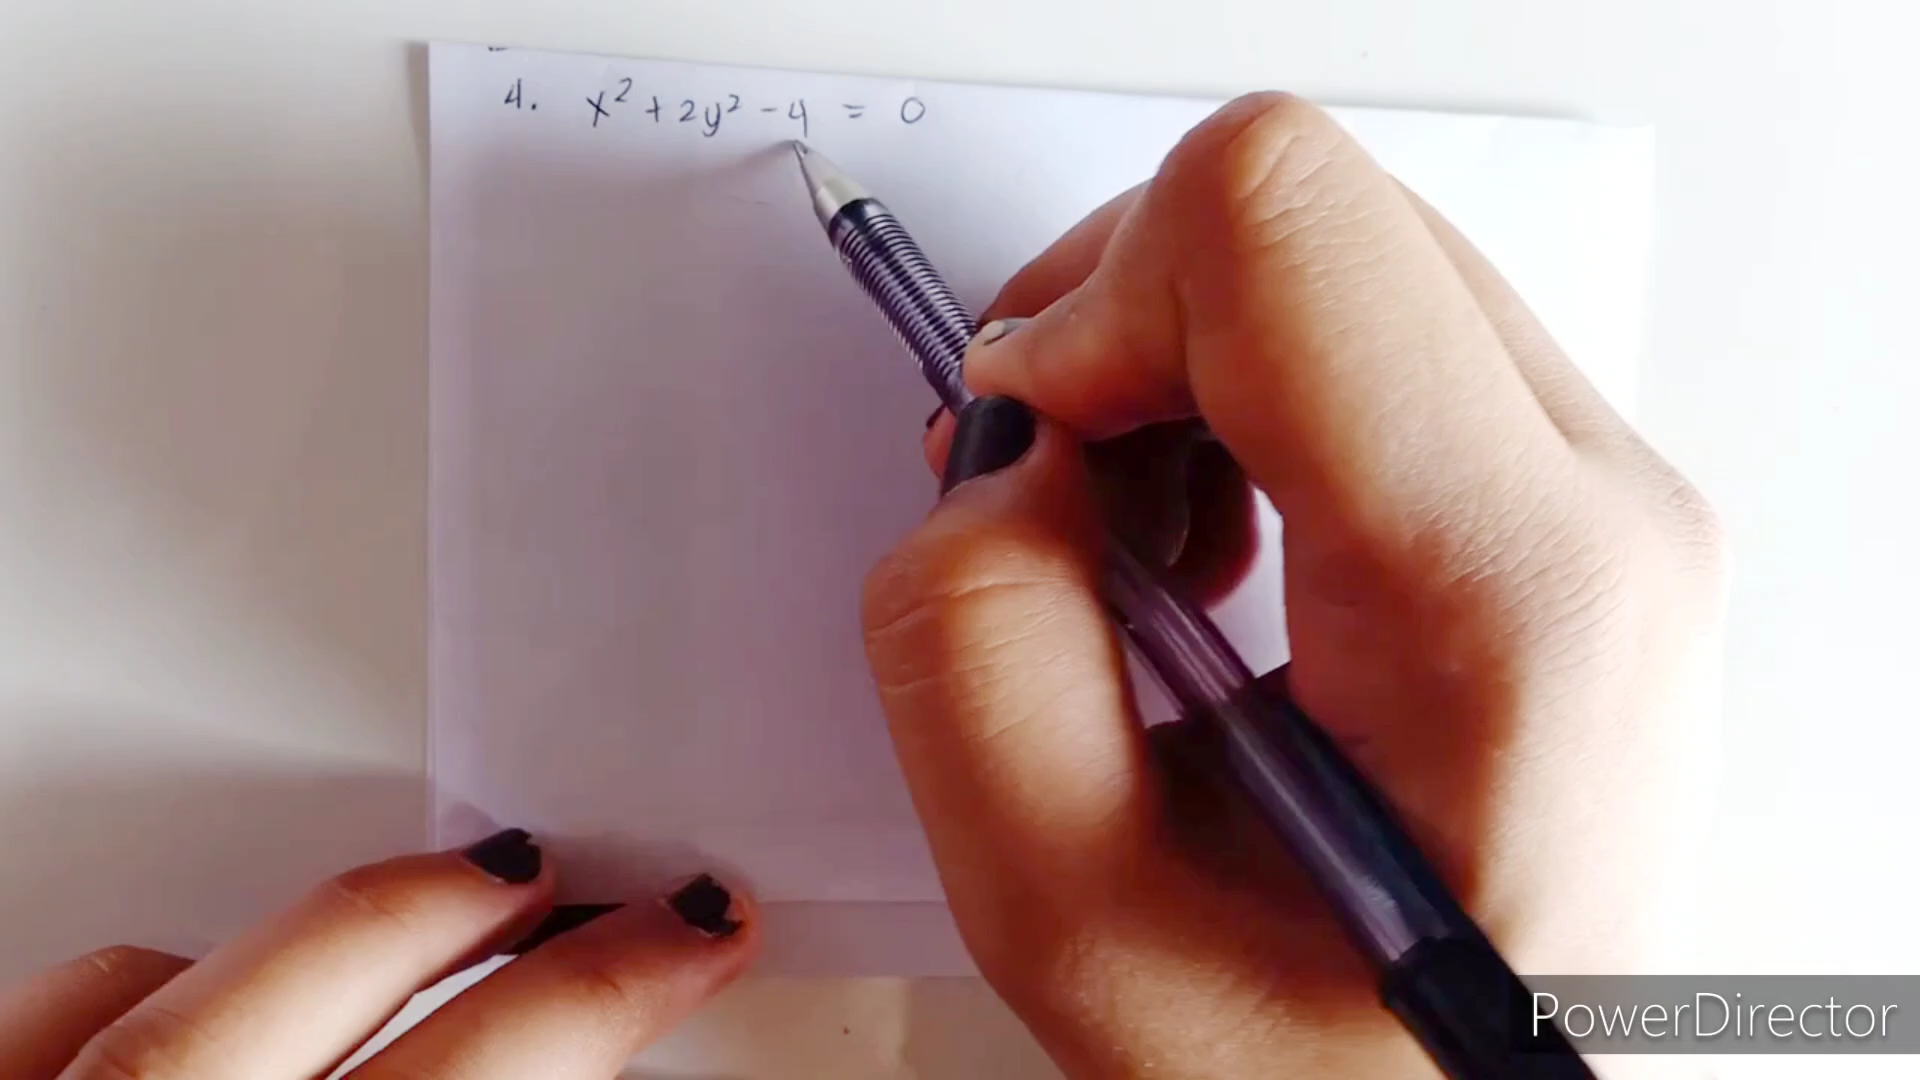 4. x² + 2y² - 4 = 0
PowerDirector